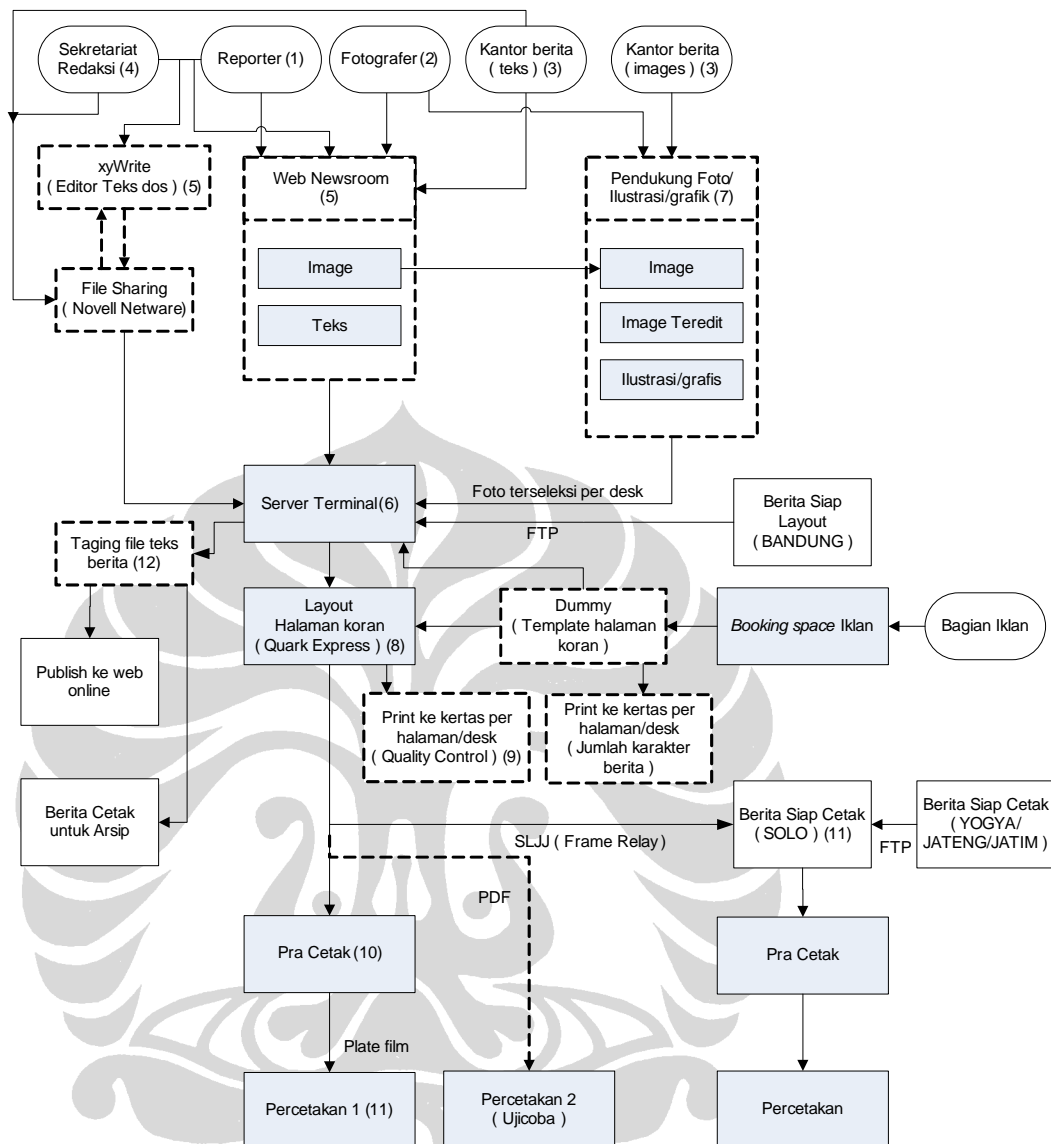 Sekretariat
Redaksi (4)
Reporter (1)
Fotografer (2)
Kantor berita
( teks ) (3)
Kantor berita
( images ) (3)
xyWrite
( Editor Teks dos ) (5)
Web Newsroom
(5)
Pendukung Foto/
Ilustrasi/grafik (7)
File Sharing
( Novell Netware)
Image
Teks
Image
Image Teredit
Ilustrasi/grafis
Server Terminal(6)
Foto terseleksi per desk
FTP
Berita Siap
Layout
( BANDUNG )
Taging file teks
berita (12)
Layout
Halaman koran
( Quark Express ) (8)
Dummy
( Template halaman
koran )
Booking space Iklan
Bagian Iklan
Publish ke web
online
Print ke kertas per
halaman/desk
( Quality Control ) (9)
Print ke kertas per
halaman/desk
( Jumlah karakter
berita )
Berita Cetak
untuk Arsip
SLJJ ( Frame Relay)
Berita Siap Cetak
( SOLO ) (11)
FTP
Berita Siap Cetak
( YOGYA/
JATENG/JATIM )
PDF
Pra Cetak (10)
Pra Cetak
Plate film
Percetakan 1 (11)
Percetakan 2
( Ujicoba )
Percetakan